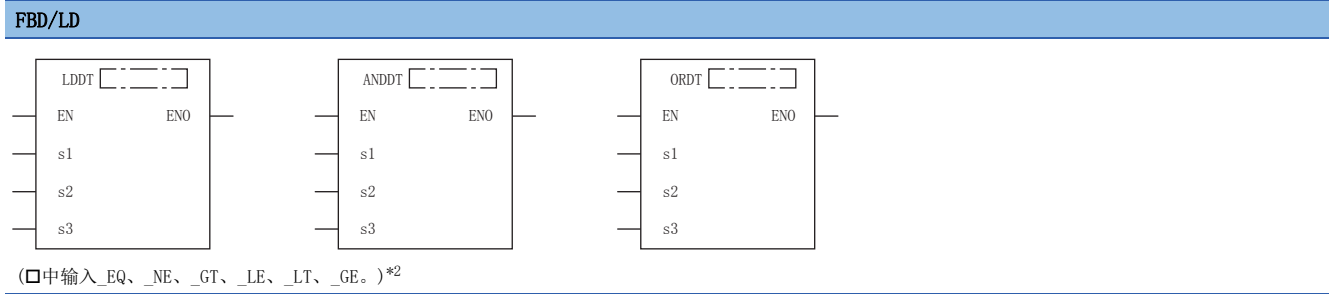 FBD/LD
LDDT
EN ENO
s1
s2
s3
ANDDT
EN ENO
s1
s2
s3
ORDT
EN ENO
s1
s2
s3
(□中输入_EQ、_NE、_GT、_LE、_LT、_GE。)*2